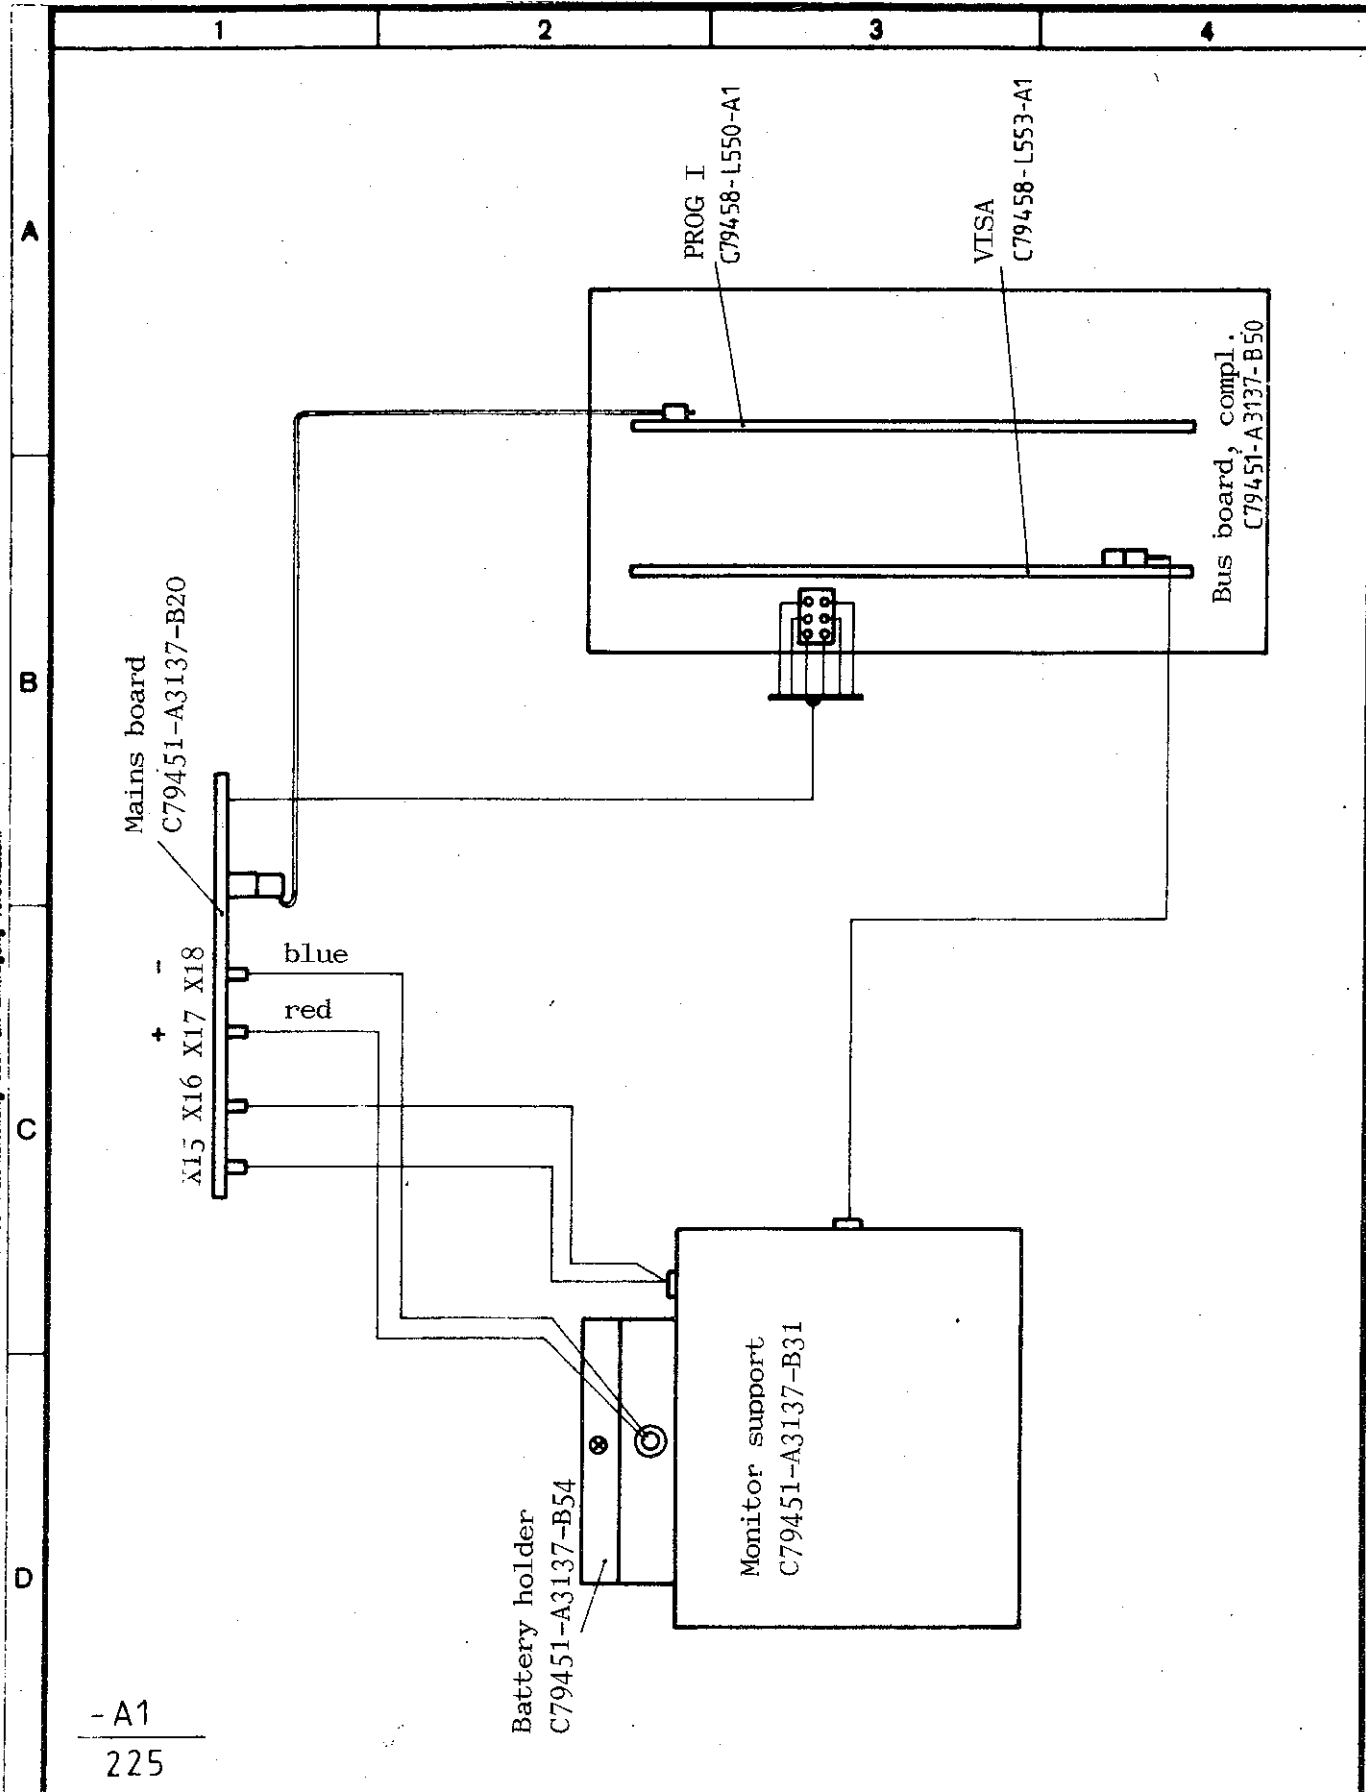 1 2 3 4
A
B
C
D
PROG I
C79458-L550-A1
VISA
C79458-L553-A1
Bus board, compl.
C79451-A3137-B50
Mains board
C79451-A3137-B20
- 
+
X15 X16 X17 X18
blue
red
Monitor support
C79451-A3137-B31
Battery holder
C79451-A3137-B54
-A1
225